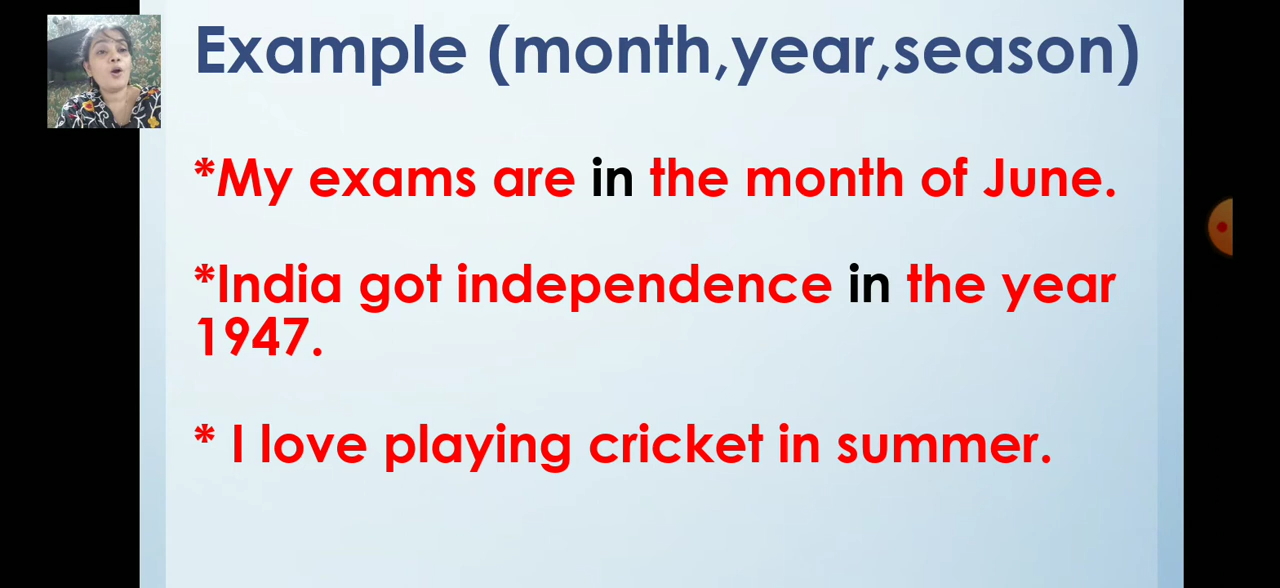 Example (month,year,season)
*My exams are in the month of June.
*India got independence in the year
1947.
* I love playing cricket in summer.